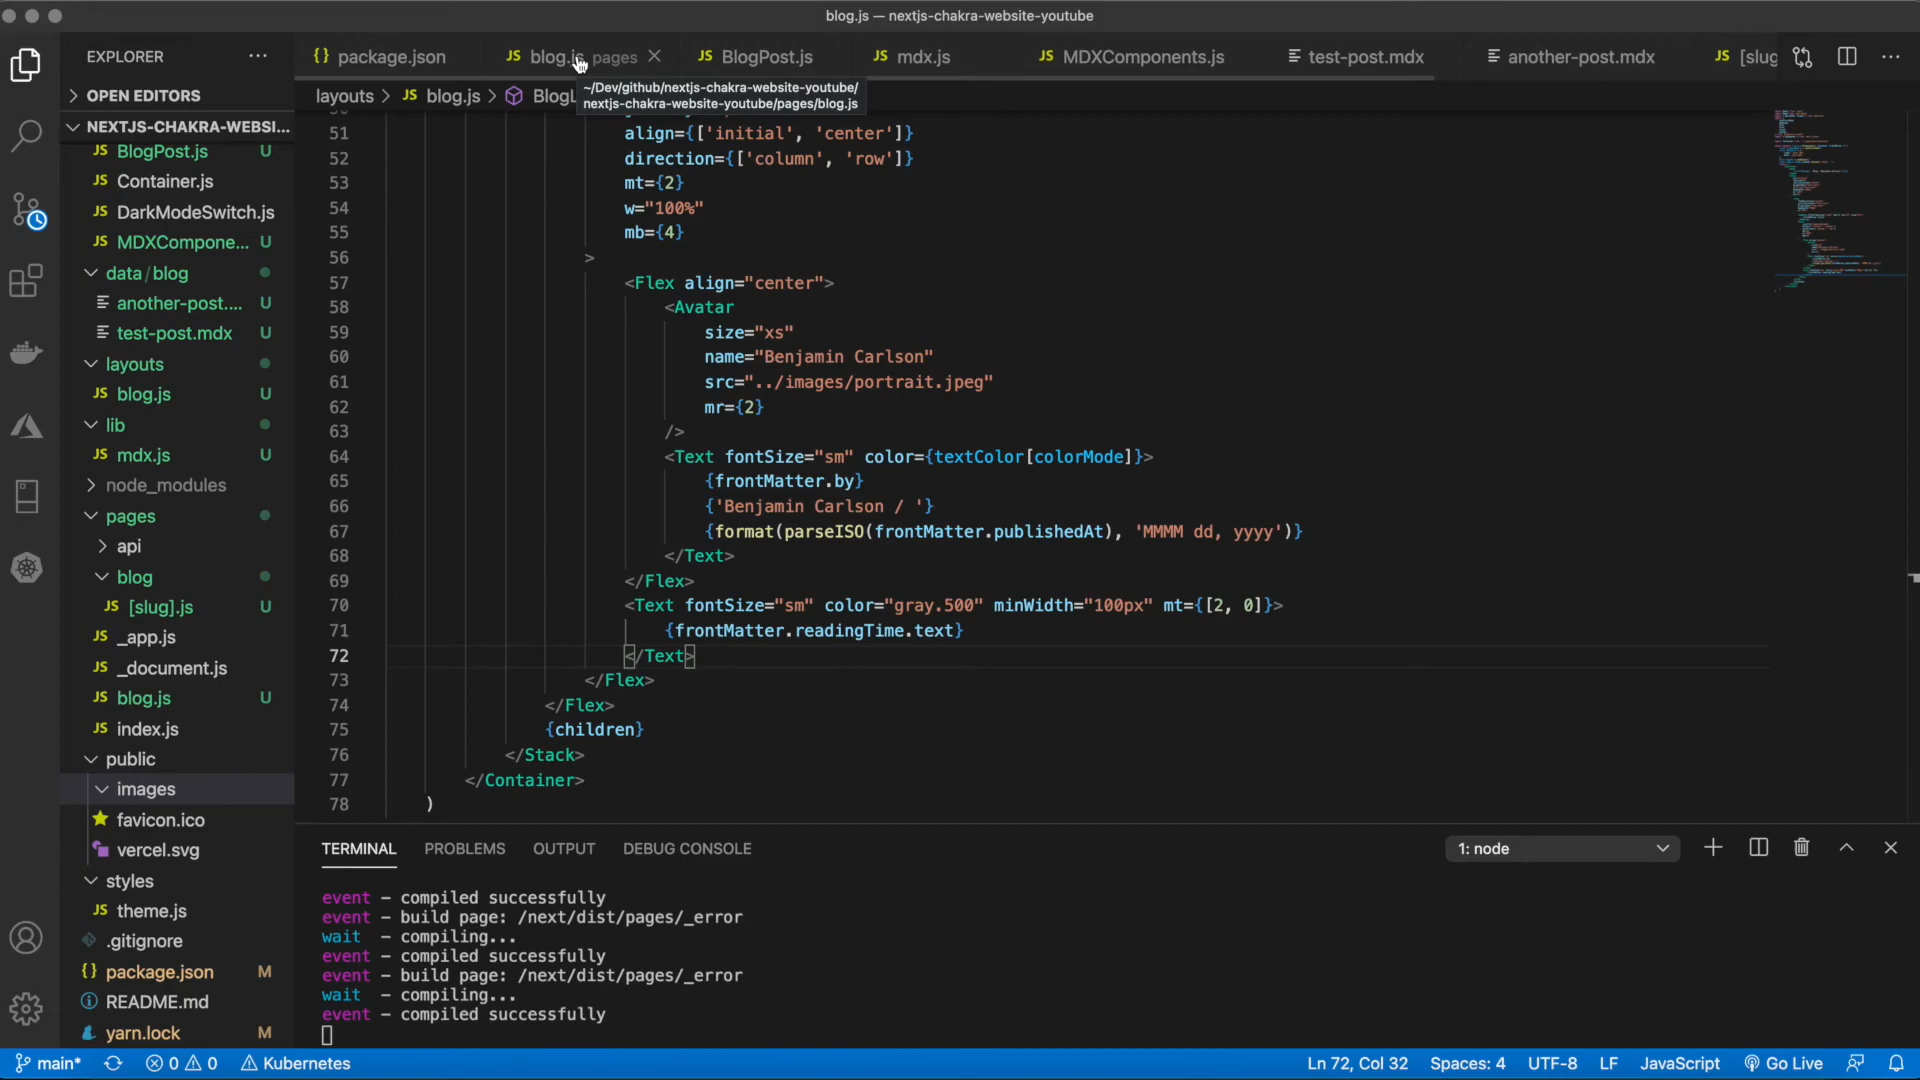 blog.js — nextjs-chakra-website-youtube
EXPLORER
package.json
blog.js pages
BlogPost.js
mdx.js
MDXComponents.js
test-post.mdx
another-post.mdx
[slug
OPEN EDITORS
layouts > JS blog.js >
~/Dev/github/nextjs-chakra-website-youtube/
nextjs-chakra-website-youtube/pages/blog.js
NEXTJS-CHAKRA-WEBSI...
JS BlogPost.js U
JS Container.js
JS DarkModeSwitch.js
JS MDXCompone... U
data/blog
another-post.... U
test-post.mdx U
layouts
JS blog.js U
lib
JS mdx.js U
node_modules
pages
api
blog
JS [slug].js U
JS _app.js
JS _document.js
JS blog.js U
JS index.js
public
images
favicon.ico
vercel.svg
styles
JS theme.js
.gitignore
{} package.json M
README.md
yarn.lock M
51 align={['initial', 'center']}
52 direction={['column', 'row']}
53 mt={2}
54 w="100%"
55 mb={4}
56 >
57 <Flex align="center">
58 <Avatar
59 size="xs"
60 name="Benjamin Carlson"
61 src="../images/portrait.jpeg"
62 mr={2}
63 />
64 <Text fontSize="sm" color={textColor[colorMode]}>
65 {frontMatter.by}
66 {'Benjamin Carlson / '}
67 {format(parseISO(frontMatter.publishedAt), 'MMMM dd, yyyy')}
68 </Text>
69 </Flex>
70 <Text fontSize="sm" color="gray.500" minWidth="100px" mt={[2, 0]}>
71 {frontMatter.readingTime.text}
72 </Text>
73 </Flex>
74 </Flex>
75 {children}
76 </Stack>
77 </Container>
78 )
TERMINAL
PROBLEMS
OUTPUT
DEBUG CONSOLE
1: node
event - compiled successfully
event - build page: /next/dist/pages/_error
wait - compiling...
event - compiled successfully
event - build page: /next/dist/pages/_error
wait - compiling...
event - compiled successfully
main*
0
0
Kubernetes
Ln 72, Col 32
Spaces: 4
UTF-8
LF
JavaScript
Go Live